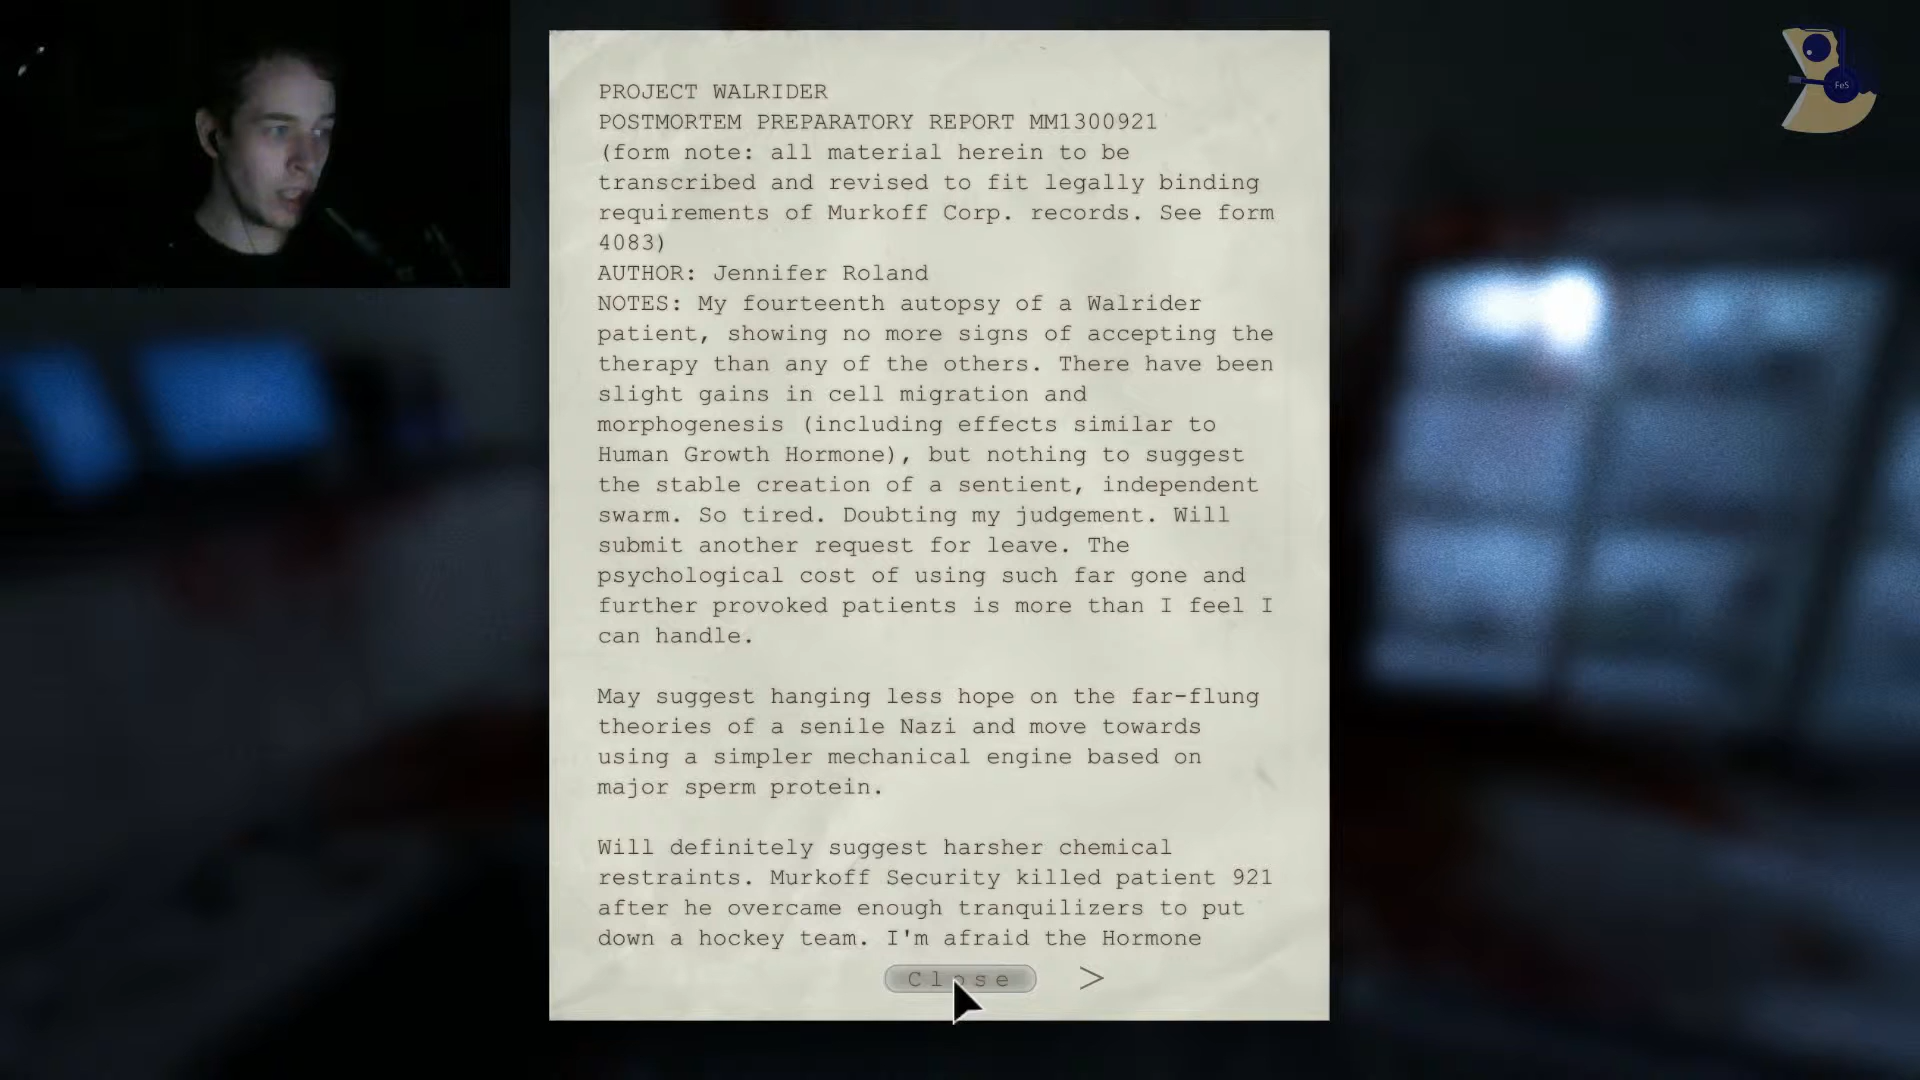 FeS
PROJECT WALRIDER
POSTMORTEM PREPARATORY REPORT MM1300921
(form note: all material herein to be
transcribed and revised to fit legally binding
requirements of Murkoff Corp. records. See form
4083)
AUTHOR: Jennifer Roland
NOTES: My fourteenth autopsy of a Walrider
patient, showing no more signs of accepting the
therapy than any of the others. There have been
slight gains in cell migration and
morphogenesis (including effects similar to
Human Growth Hormone), but nothing to suggest
the stable creation of a sentient, independent
swarm. So tired. Doubting my judgement. Will
submit another request for leave. The
psychological cost of using such far gone and
further provoked patients is more than I feel I
can handle.
May suggest hanging less hope on the far-flung
theories of a senile Nazi and move towards
using a simpler mechanical engine based on
major sperm protein.
Will definitely suggest harsher chemical
restraints. Murkoff Security killed patient 921
after he overcame enough tranquilizers to put
down a hockey team. I'm afraid the Hormone
Close >